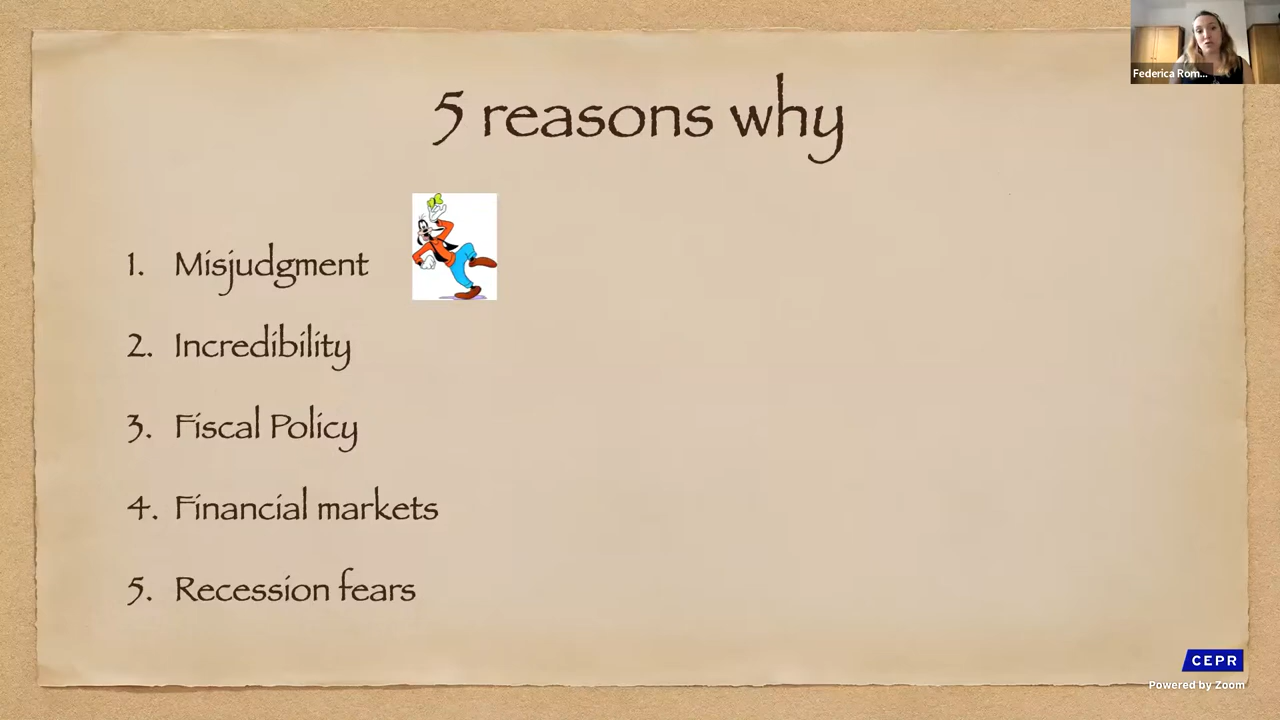 Federica Rom...
5 reasons why
1. Misjudgment
2. Incredibility
3. Fiscal Policy
4. Financial markets
5. Recession fears
CEPR
Powered by Zoom